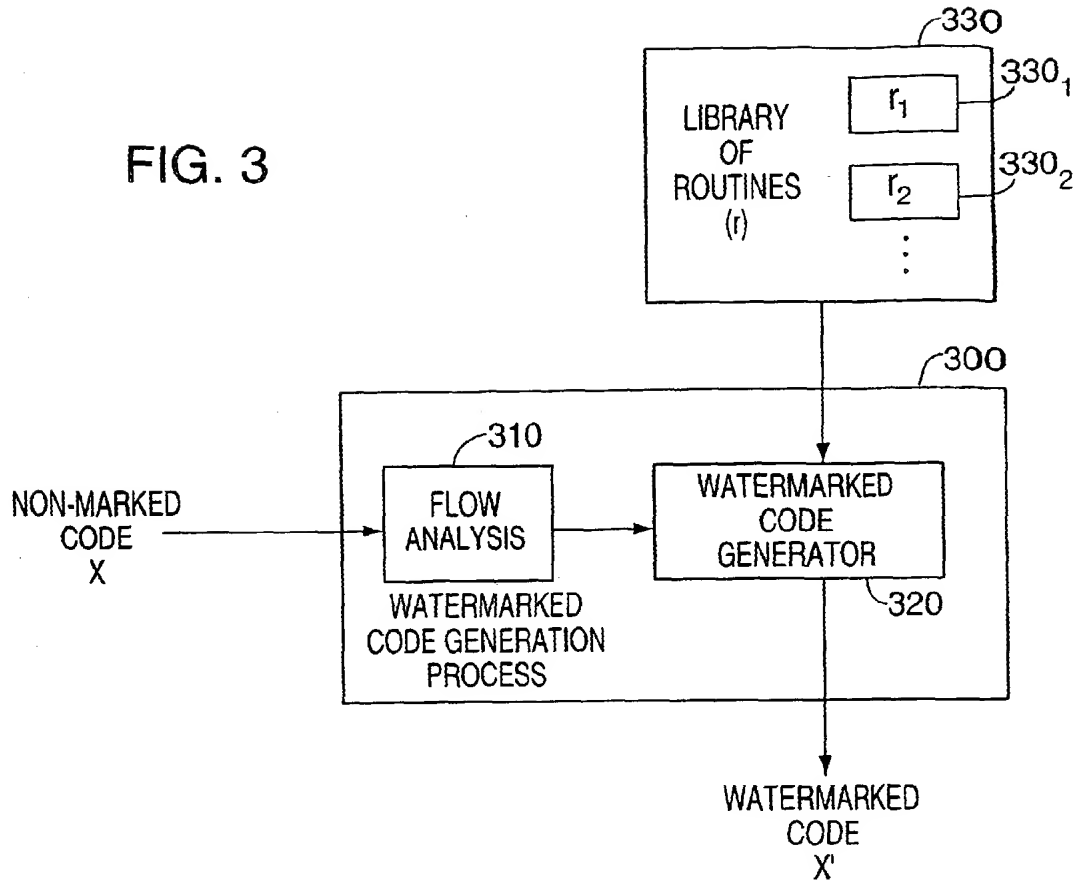 FIG. 3
330
LIBRARY
OF
ROUTINES
(r)
r1
3301
r2
3302
300
310
NON-MARKED
CODE
X
FLOW
ANALYSIS
WATERMARKED
CODE
GENERATOR
320
WATERMARKED
CODE GENERATION
PROCESS
WATERMARKED
CODE
X'